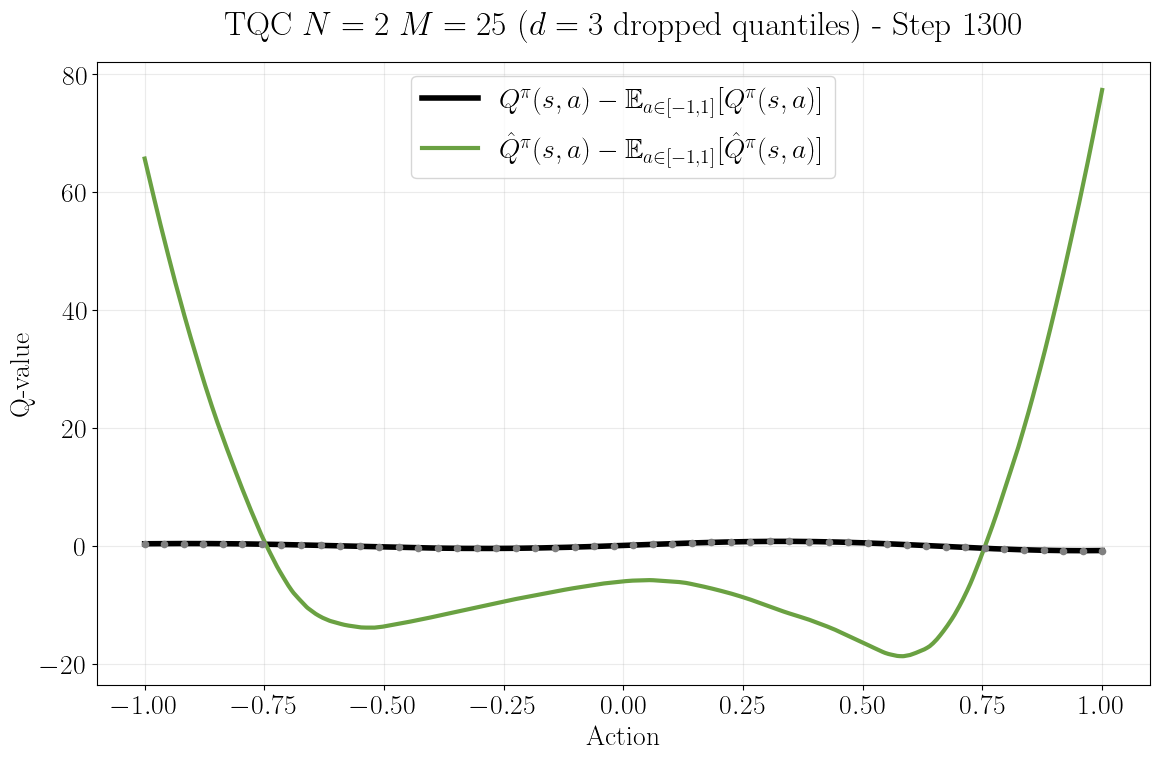 TQC N = 2 M = 25 (d = 3 dropped quantiles) - Step 1300
Q^π(s, a) − 𝔼_{a∈[−1,1]}[Q^π(s, a)]
Q̂^π(s, a) − 𝔼_{a∈[−1,1]}[Q̂^π(s, a)]
80
60
40
20
0
−20
Q-value
−1.00 −0.75 −0.50 −0.25 0.00 0.25 0.50 0.75 1.00
Action